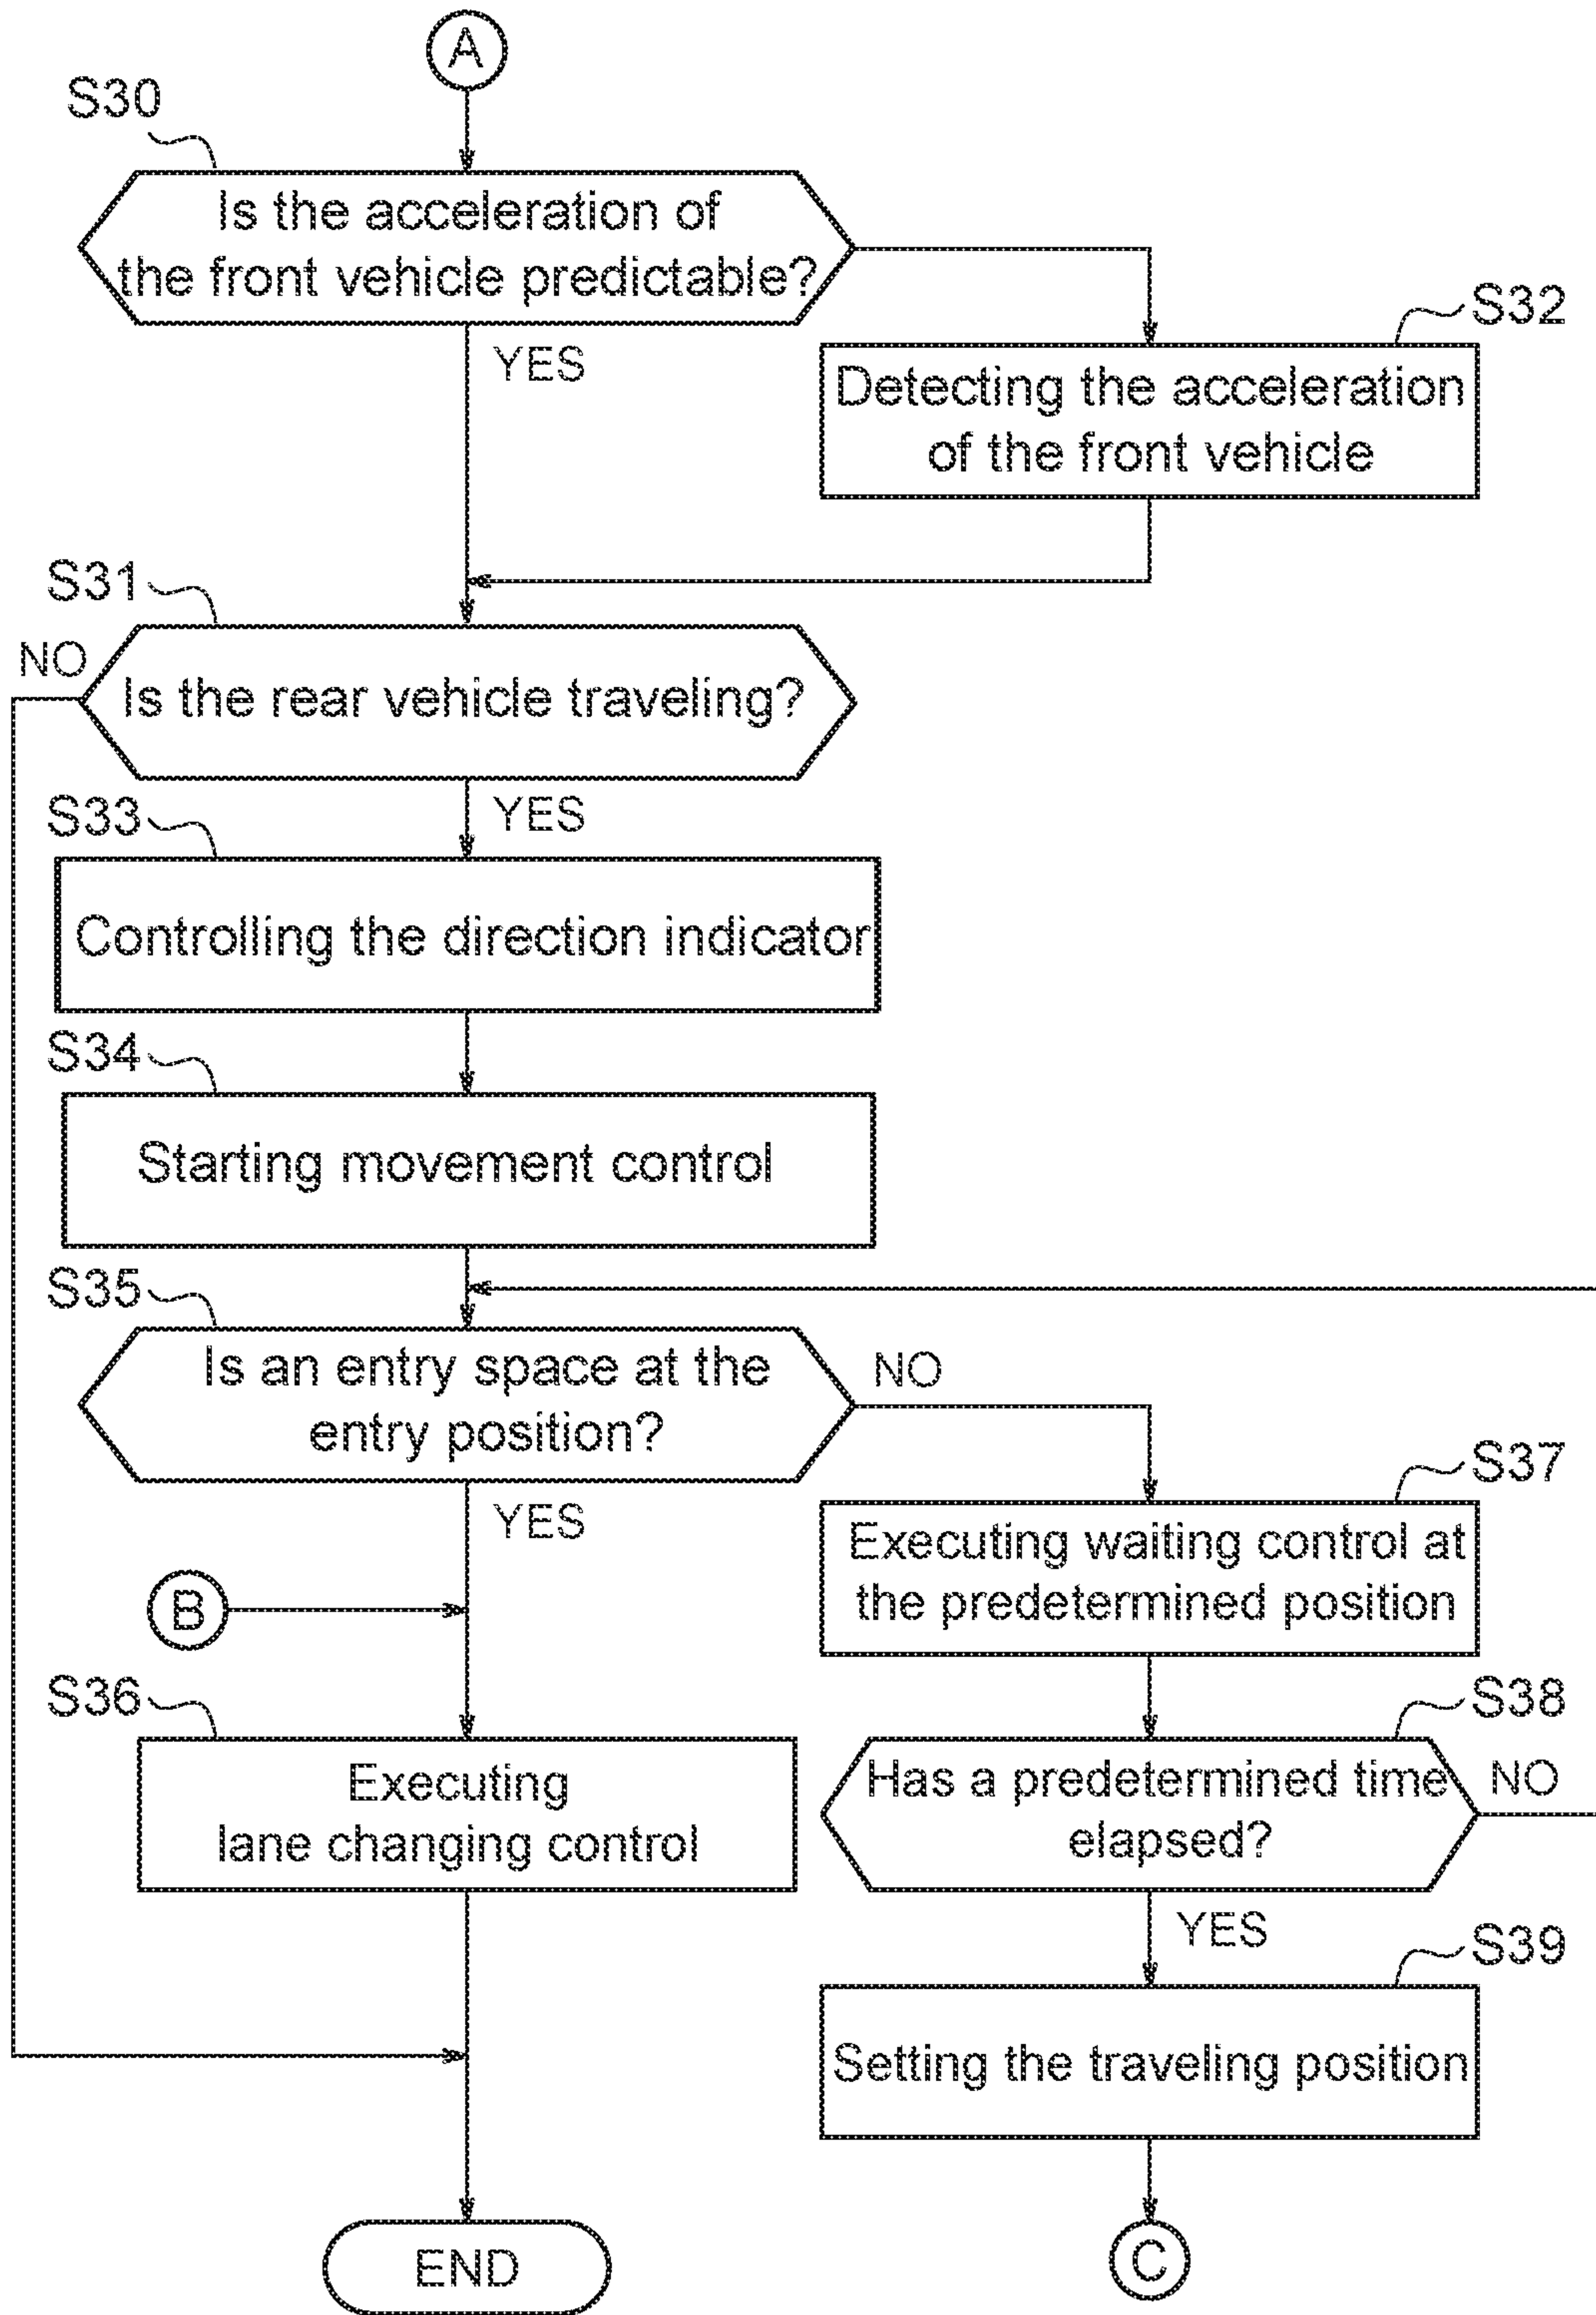 A
S30
Is the acceleration of
the front vehicle predictable?
YES
S32
Detecting the acceleration
of the front vehicle
S31
NO
Is the rear vehicle traveling?
YES
S33
Controlling the direction indicator
S34
Starting movement control
S35
Is an entry space at the
entry position?
NO
YES
S37
Executing waiting control at
the predetermined position
B
S36
Executing
lane changing control
S38
Has a predetermined time
elapsed?
NO
YES
S39
Setting the traveling position
END
C